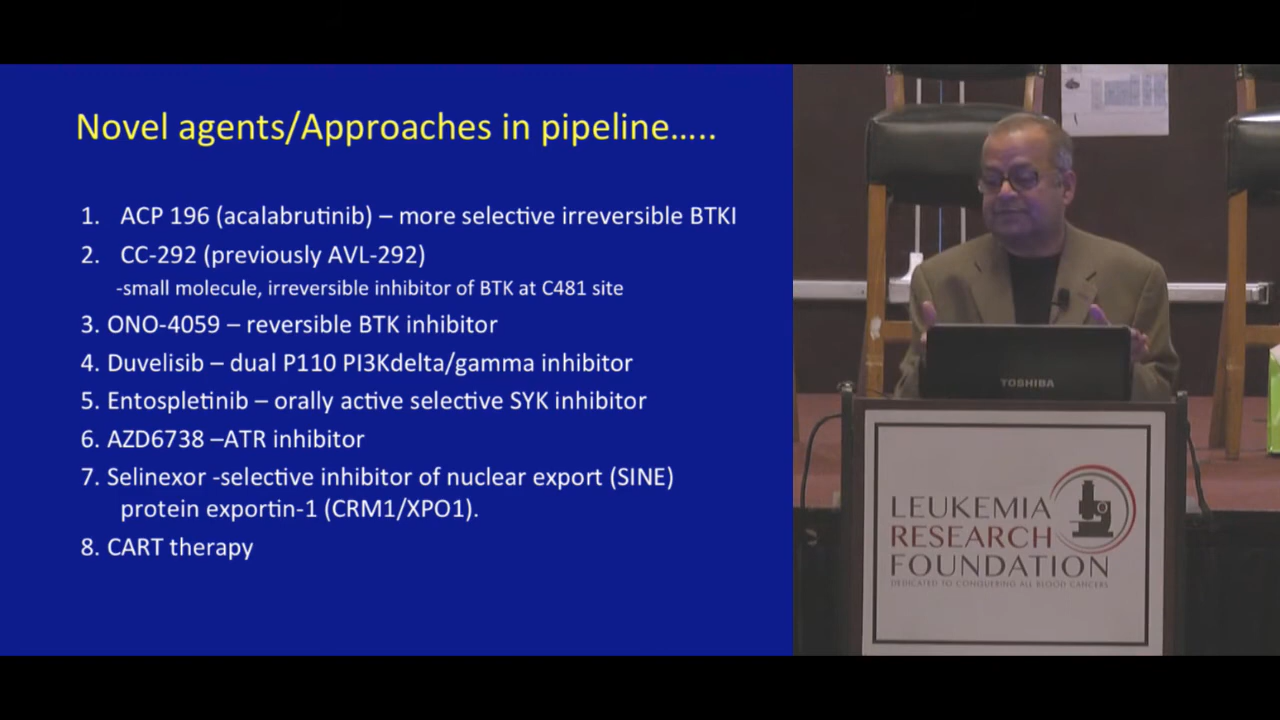 Novel agents/Approaches in pipeline.....
1. ACP 196 (acalabrutinib) – more selective irreversible BTKI
2. CC-292 (previously AVL-292)
-small molecule, irreversible inhibitor of BTK at C481 site
3. ONO-4059 – reversible BTK inhibitor
4. Duvelisib – dual P110 PI3Kdelta/gamma inhibitor
5. Entospletinib – orally active selective SYK inhibitor
6. AZD6738 –ATR inhibitor
7. Selinexor -selective inhibitor of nuclear export (SINE)
protein exportin-1 (CRM1/XPO1).
8. CART therapy
TOSHIBA
LEUKEMIA
RESEARCH
FOUNDATION
DEDICATED TO CONQUERING ALL BLOOD CANCERS